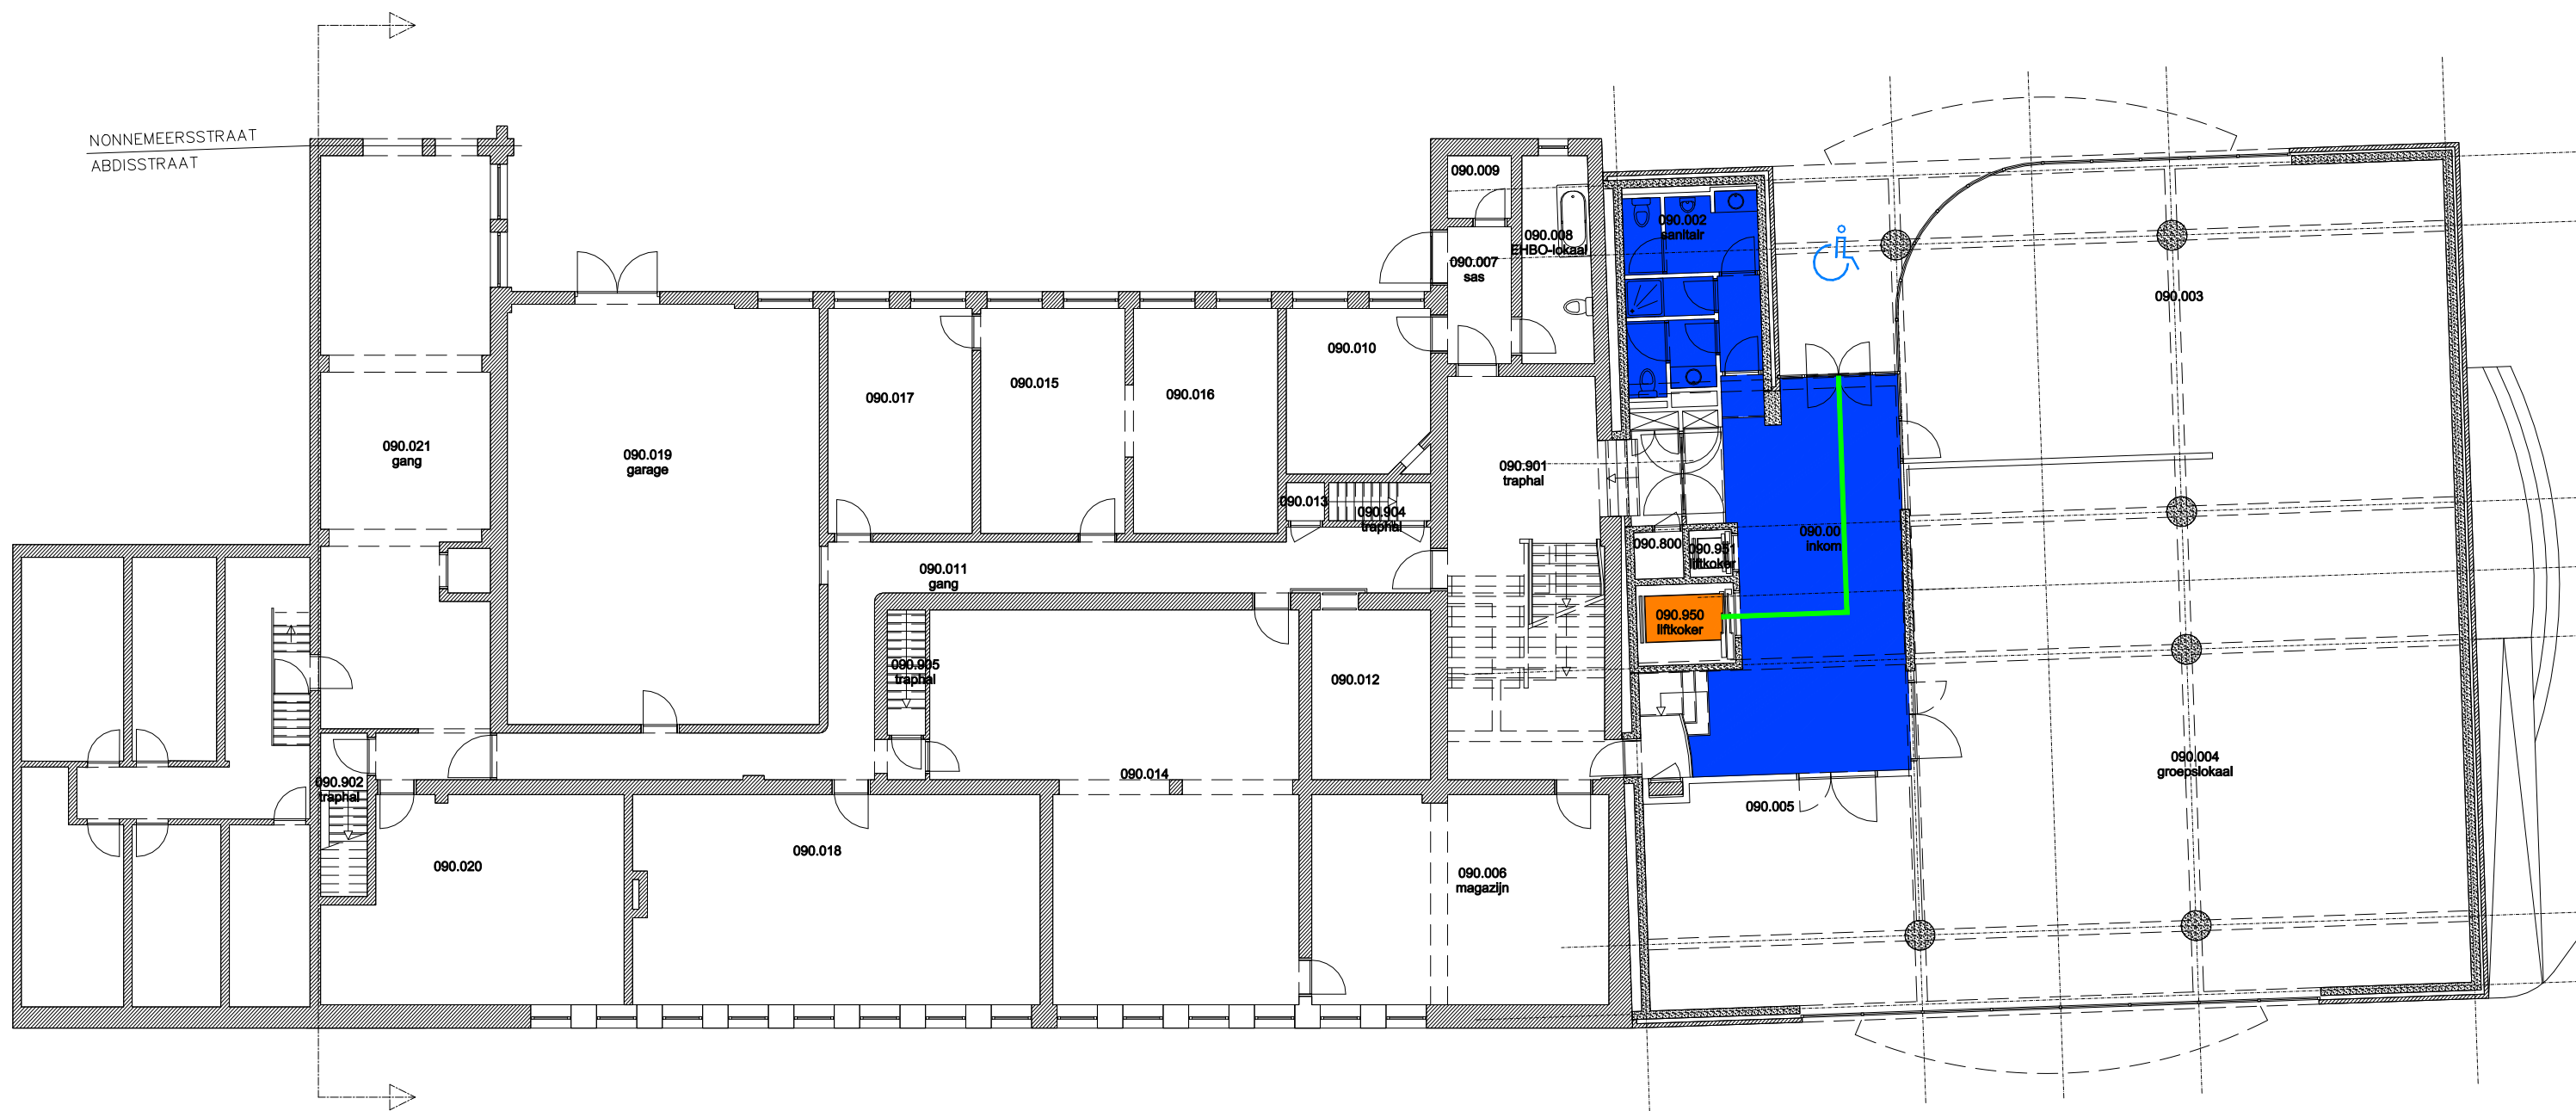 NONNEMEERSSTRAAT
ABDISSTRAAT
090.009
090.008
EHBO-lokaal
090.007
sas
090.002
sanitair
090.003
090.010
090.017
090.015
090.016
090.021
gang
090.019
garage
090.901
traphal
090.013
090.904
traphal
090.00
inkom
090.800
090.951
liftkoker
090.011
gang
090.950
liftkoker
090.905
traphal
090.012
090.902
traphal
090.014
090.004
groepslokaal
090.005
090.020
090.018
090.006
magazijn